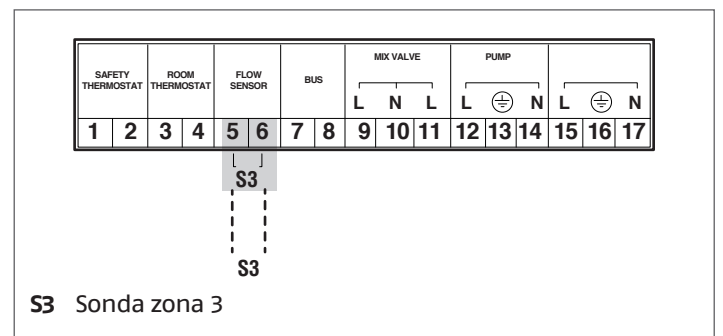 MIX VALVE PUMP
SAFETY THERMOSTAT ROOM THERMOSTAT FLOW SENSOR BUS
L N L L N L N
1 2 3 4 5 6 7 8 9 10 11 12 13 14 15 16 17
S3
S3
S3 Sonda zona 3